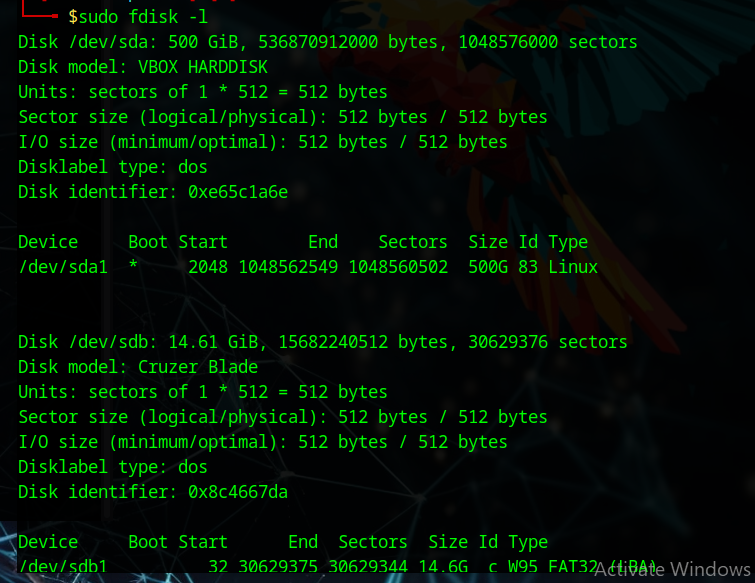 $sudo fdisk -l
Disk /dev/sda: 500 GiB, 536870912000 bytes, 1048576000 sectors
Disk model: VBOX HARDDISK
Units: sectors of 1 * 512 = 512 bytes
Sector size (logical/physical): 512 bytes / 512 bytes
I/O size (minimum/optimal): 512 bytes / 512 bytes
Disklabel type: dos
Disk identifier: 0xe65c1a6e
Device     Boot Start        End    Sectors  Size Id Type
/dev/sda1  *     2048 1048562549 1048560502  500G 83 Linux
Disk /dev/sdb: 14.61 GiB, 15682240512 bytes, 30629376 sectors
Disk model: Cruzer Blade
Units: sectors of 1 * 512 = 512 bytes
Sector size (logical/physical): 512 bytes / 512 bytes
I/O size (minimum/optimal): 512 bytes / 512 bytes
Disklabel type: dos
Disk identifier: 0x8c4667da
Device     Boot Start      End  Sectors  Size Id Type
/dev/sdb1          32 30629375 30629344 14.6G  c W95 FAT32 (LBA)
Activate Windows